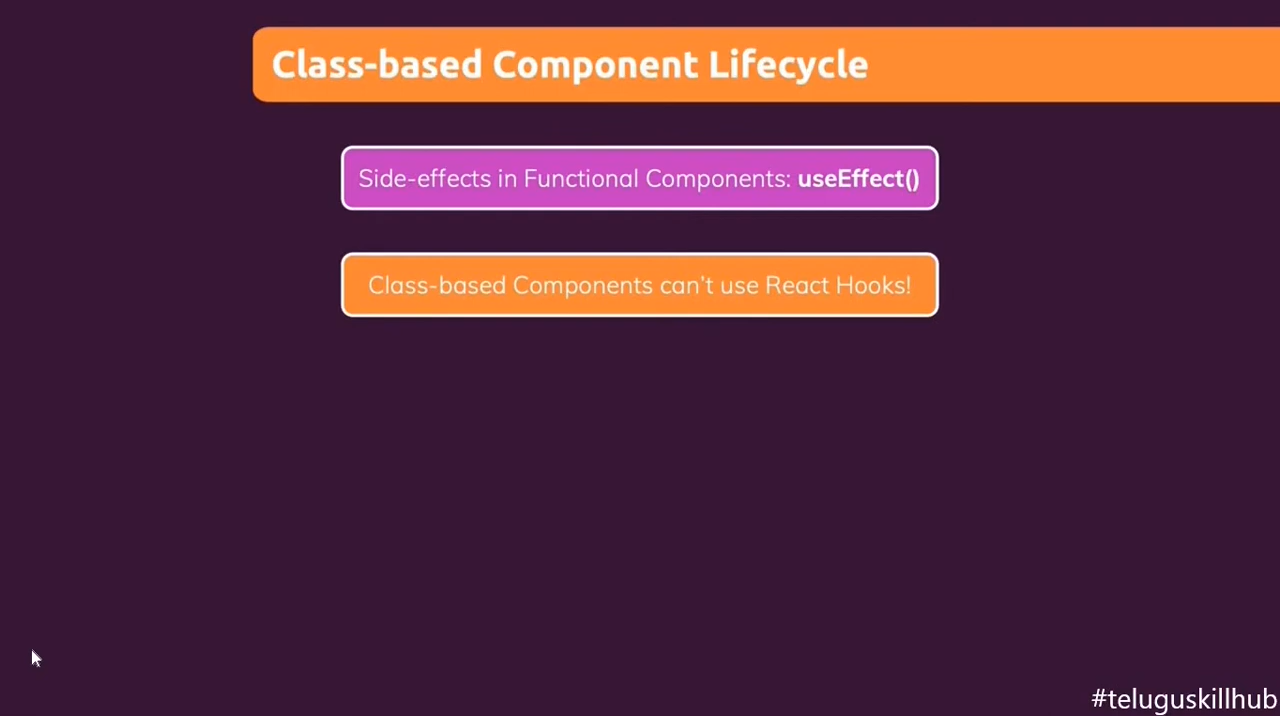 Class-based Component Lifecycle
Side-effects in Functional Components: useEffect()
Class-based Components can't use React Hooks!
#teluguskillhub